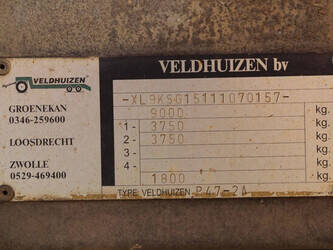 VELDHUIZEN
GROENEKAN
0346-259600
LOOSDRECHT
ZWOLLE
0529-469400
VELDHUIZEN bv
-XL9KSG15111070157-
9000 kg.
1- 3750 kg.
2- 3750 kg.
3- kg.
4- kg.
1800 kg.
TYPE: VELDHUIZEN P47-2A